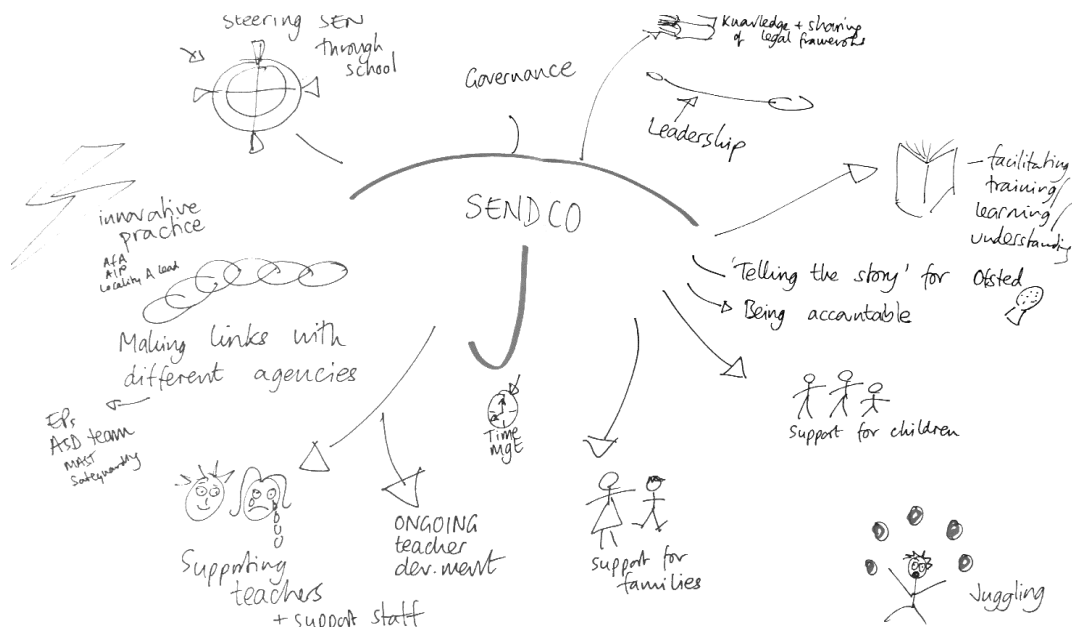 Steering SEN
through
school
Governance
Knowledge + sharing
of legal frameworks
Leadership
facilitating
training
learning
understanding
innovative
practice
AFA
AIP
Locality A lead
SENDCO
'Telling the story' for Ofsted
Being accountable
Making links with
different agencies
EPs
ASD team
MAST
Safeguarding
Time
Mgt
Support for children
Supporting
teachers
+ support staff
ONGOING
teacher
dev.ment
Support for
families
Juggling